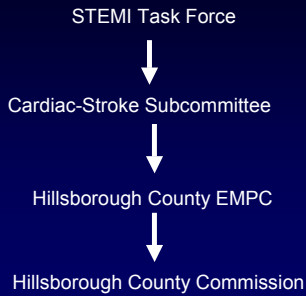 STEMI Task Force
Cardiac-Stroke Subcommittee
Hillsborough County EMPC
Hillsborough County Commission